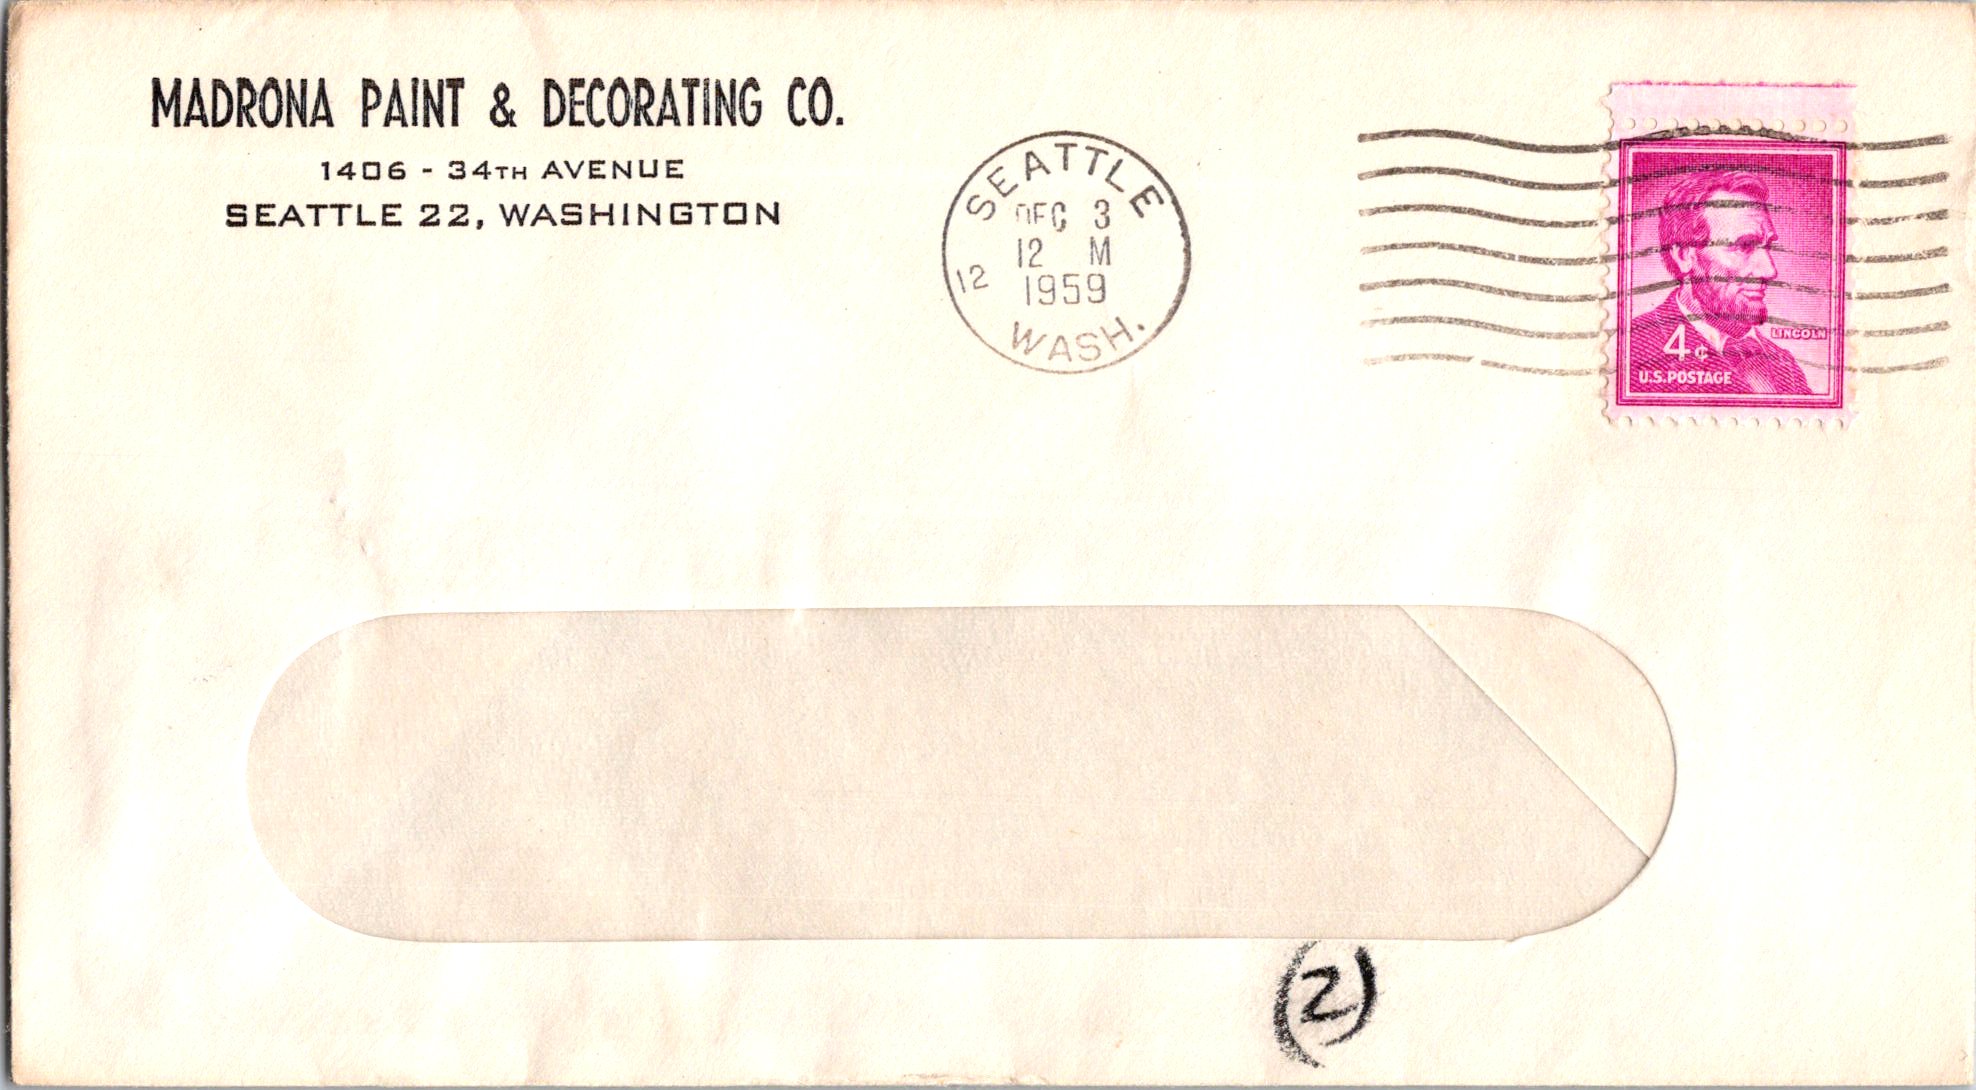 MADRONA PAINT & DECORATING CO.
1406 - 34TH AVENUE
SEATTLE 22, WASHINGTON
SEATTLE
DEC 3
12 M
12
1959
WASH.
LINCOLN
4¢
U.S. POSTAGE
(2)